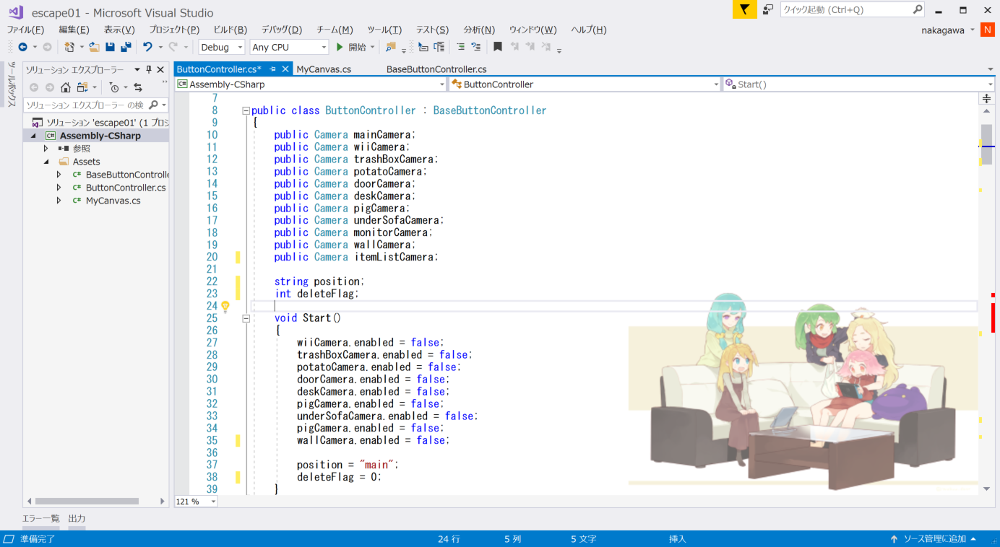 escape01 - Microsoft Visual Studio
クイック起動 (Ctrl+Q)
ファイル(F) 編集(E) 表示(V) プロジェクト(P) ビルド(B) デバッグ(D) チーム(M) ツール(T) テスト(S) 分析(N) ウィンドウ(W) ヘルプ(H)
nakagawa N
Debug Any CPU 開始
ツールボックス
ソリューション エクスプローラー
ソリューション エクスプローラー の検
ソリューション 'escape01' (1 プロジ
Assembly-CSharp
参照
Assets
BaseButtonControlle
ButtonController.cs
MyCanvas.cs
ButtonController.cs* MyCanvas.cs BaseButtonController.cs
Assembly-CSharp ButtonController Start()
7
8 public class ButtonController : BaseButtonController
9 {
10 public Camera mainCamera;
11 public Camera wiiCamera;
12 public Camera trashBoxCamera;
13 public Camera potatoCamera;
14 public Camera doorCamera;
15 public Camera deskCamera;
16 public Camera pigCamera;
17 public Camera underSofaCamera;
18 public Camera monitorCamera;
19 public Camera wallCamera;
20 public Camera itemListCamera;
21
22 string position;
23 int deleteFlag;
24
25 void Start()
26 {
27 wiiCamera.enabled = false;
28 trashBoxCamera.enabled = false;
29 potatoCamera.enabled = false;
30 doorCamera.enabled = false;
31 deskCamera.enabled = false;
32 pigCamera.enabled = false;
33 underSofaCamera.enabled = false;
34 pigCamera.enabled = false;
35 wallCamera.enabled = false;
36
37 position = "main";
38 deleteFlag = 0;
39 }
121 %
エラー一覧 出力
準備完了 24 行 5 列 5 文字 挿入 ソース管理に追加